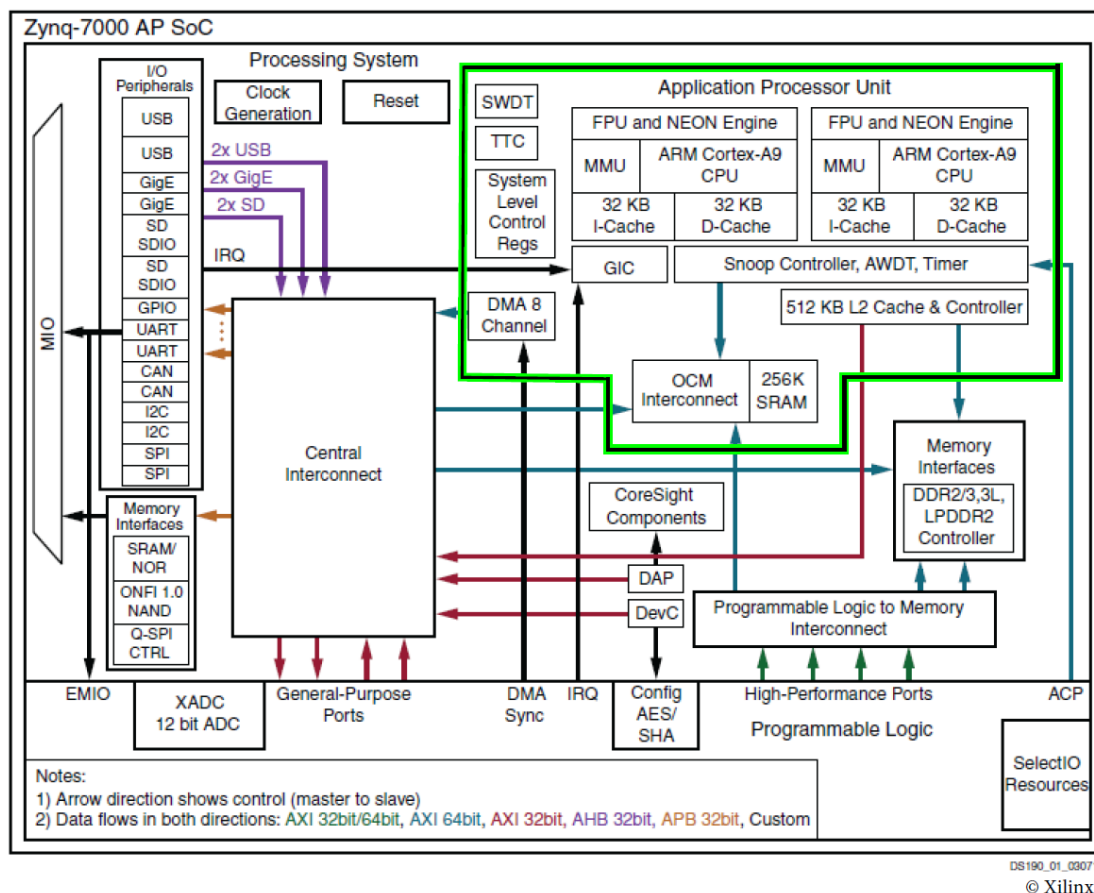 Zynq-7000 AP SoC
Processing System
I/O
Peripherals
USB
USB
GigE
GigE
SD
SDIO
SD
SDIO
GPIO
UART
UART
CAN
CAN
I2C
I2C
SPI
SPI
MIO
Clock
Generation
Reset
2x USB
2x GigE
2x SD
IRQ
Application Processor Unit
SWDT
TTC
System
Level
Control
Regs
FPU and NEON Engine
MMU
ARM Cortex-A9
CPU
32 KB
I-Cache
32 KB
D-Cache
FPU and NEON Engine
MMU
ARM Cortex-A9
CPU
32 KB
I-Cache
32 KB
D-Cache
GIC
Snoop Controller, AWDT, Timer
DMA 8
Channel
512 KB L2 Cache & Controller
OCM
Interconnect
256K
SRAM
Central
Interconnect
Memory
Interfaces
DDR2/3,3L,
LPDDR2
Controller
Memory
Interfaces
SRAM/
NOR
ONFI 1.0
NAND
Q-SPI
CTRL
CoreSight
Components
DAP
DevC
Programmable Logic to Memory
Interconnect
EMIO
XADC
12 bit ADC
General-Purpose
Ports
DMA
Sync
IRQ
Config
AES/
SHA
High-Performance Ports
ACP
Programmable Logic
SelectIO
Resources
Notes:
1) Arrow direction shows control (master to slave)
2) Data flows in both directions: AXI 32bit/64bit, AXI 64bit, AXI 32bit, AHB 32bit, APB 32bit, Custom
DS190_01_03071
© Xilinx